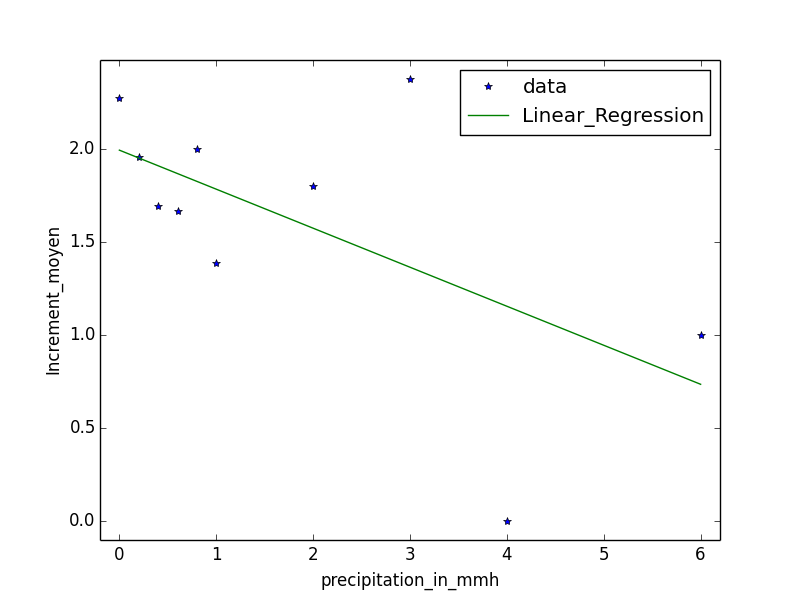 data
Linear_Regression
2.0
1.5
1.0
0.5
0.0
Increment_moyen
0 1 2 3 4 5 6
precipitation_in_mmh